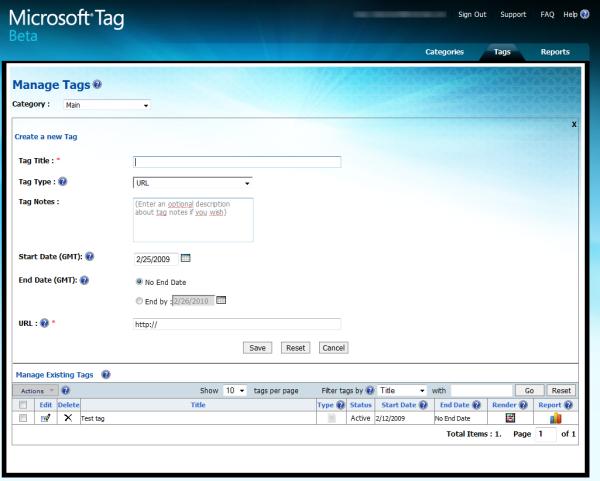 Microsoft® Tag
Beta
Sign Out Support FAQ Help
Categories Tags Reports
Manage Tags
Category : Main
X
Create a new Tag
Tag Title : *
Tag Type : URL
Tag Notes : (Enter an optional description
about tag notes if you wish)
Start Date (GMT): 2/25/2009
End Date (GMT): No End Date
End by : 2/26/2010
URL : * http://
Save Reset Cancel
Manage Existing Tags
Actions Show 10 tags per page Filter tags by Title with Go Reset
Edit Delete Title Type Status Start Date End Date Render Report
Test tag Active 2/12/2009 No End Date
Total Items : 1. Page 1 of 1